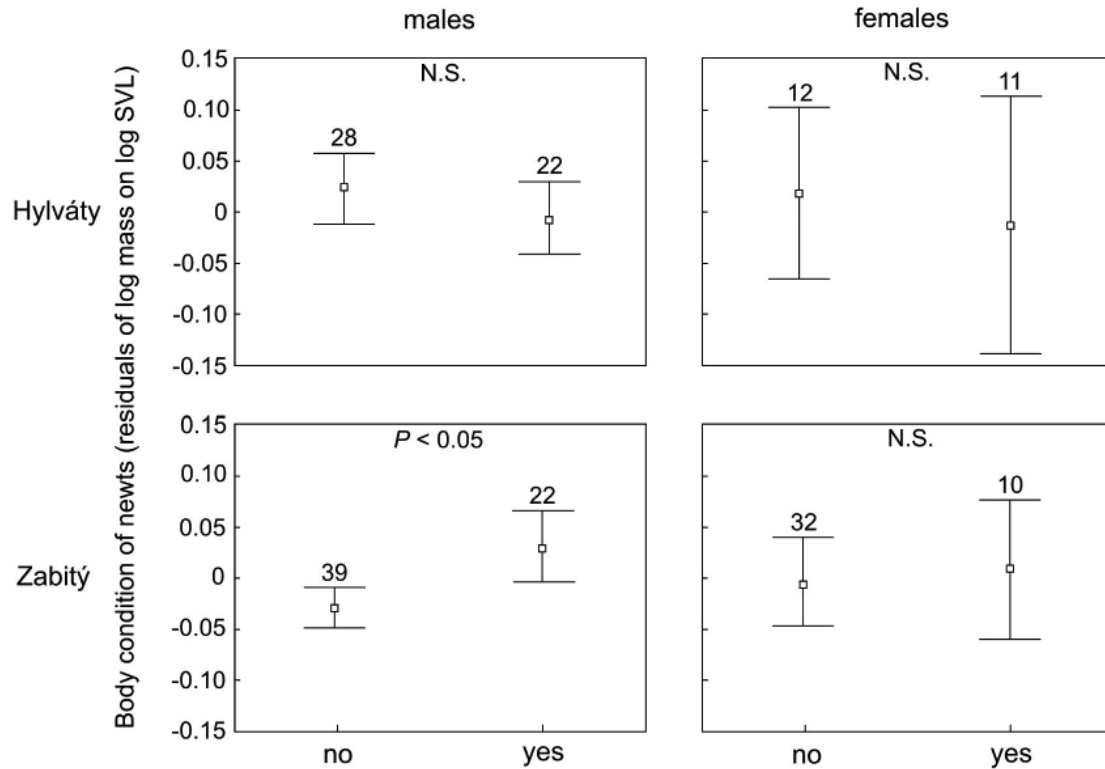 males
females
Body condition of newts (residuals of log mass on log SVL)
Hylváty
0.15
0.10
0.05
0
-0.05
-0.10
-0.15
N.S.
28
22
N.S.
12
11
Zabitý
0.15
0.10
0.05
0
-0.05
-0.10
-0.15
P < 0.05
39
22
N.S.
32
10
no
yes
no
yes